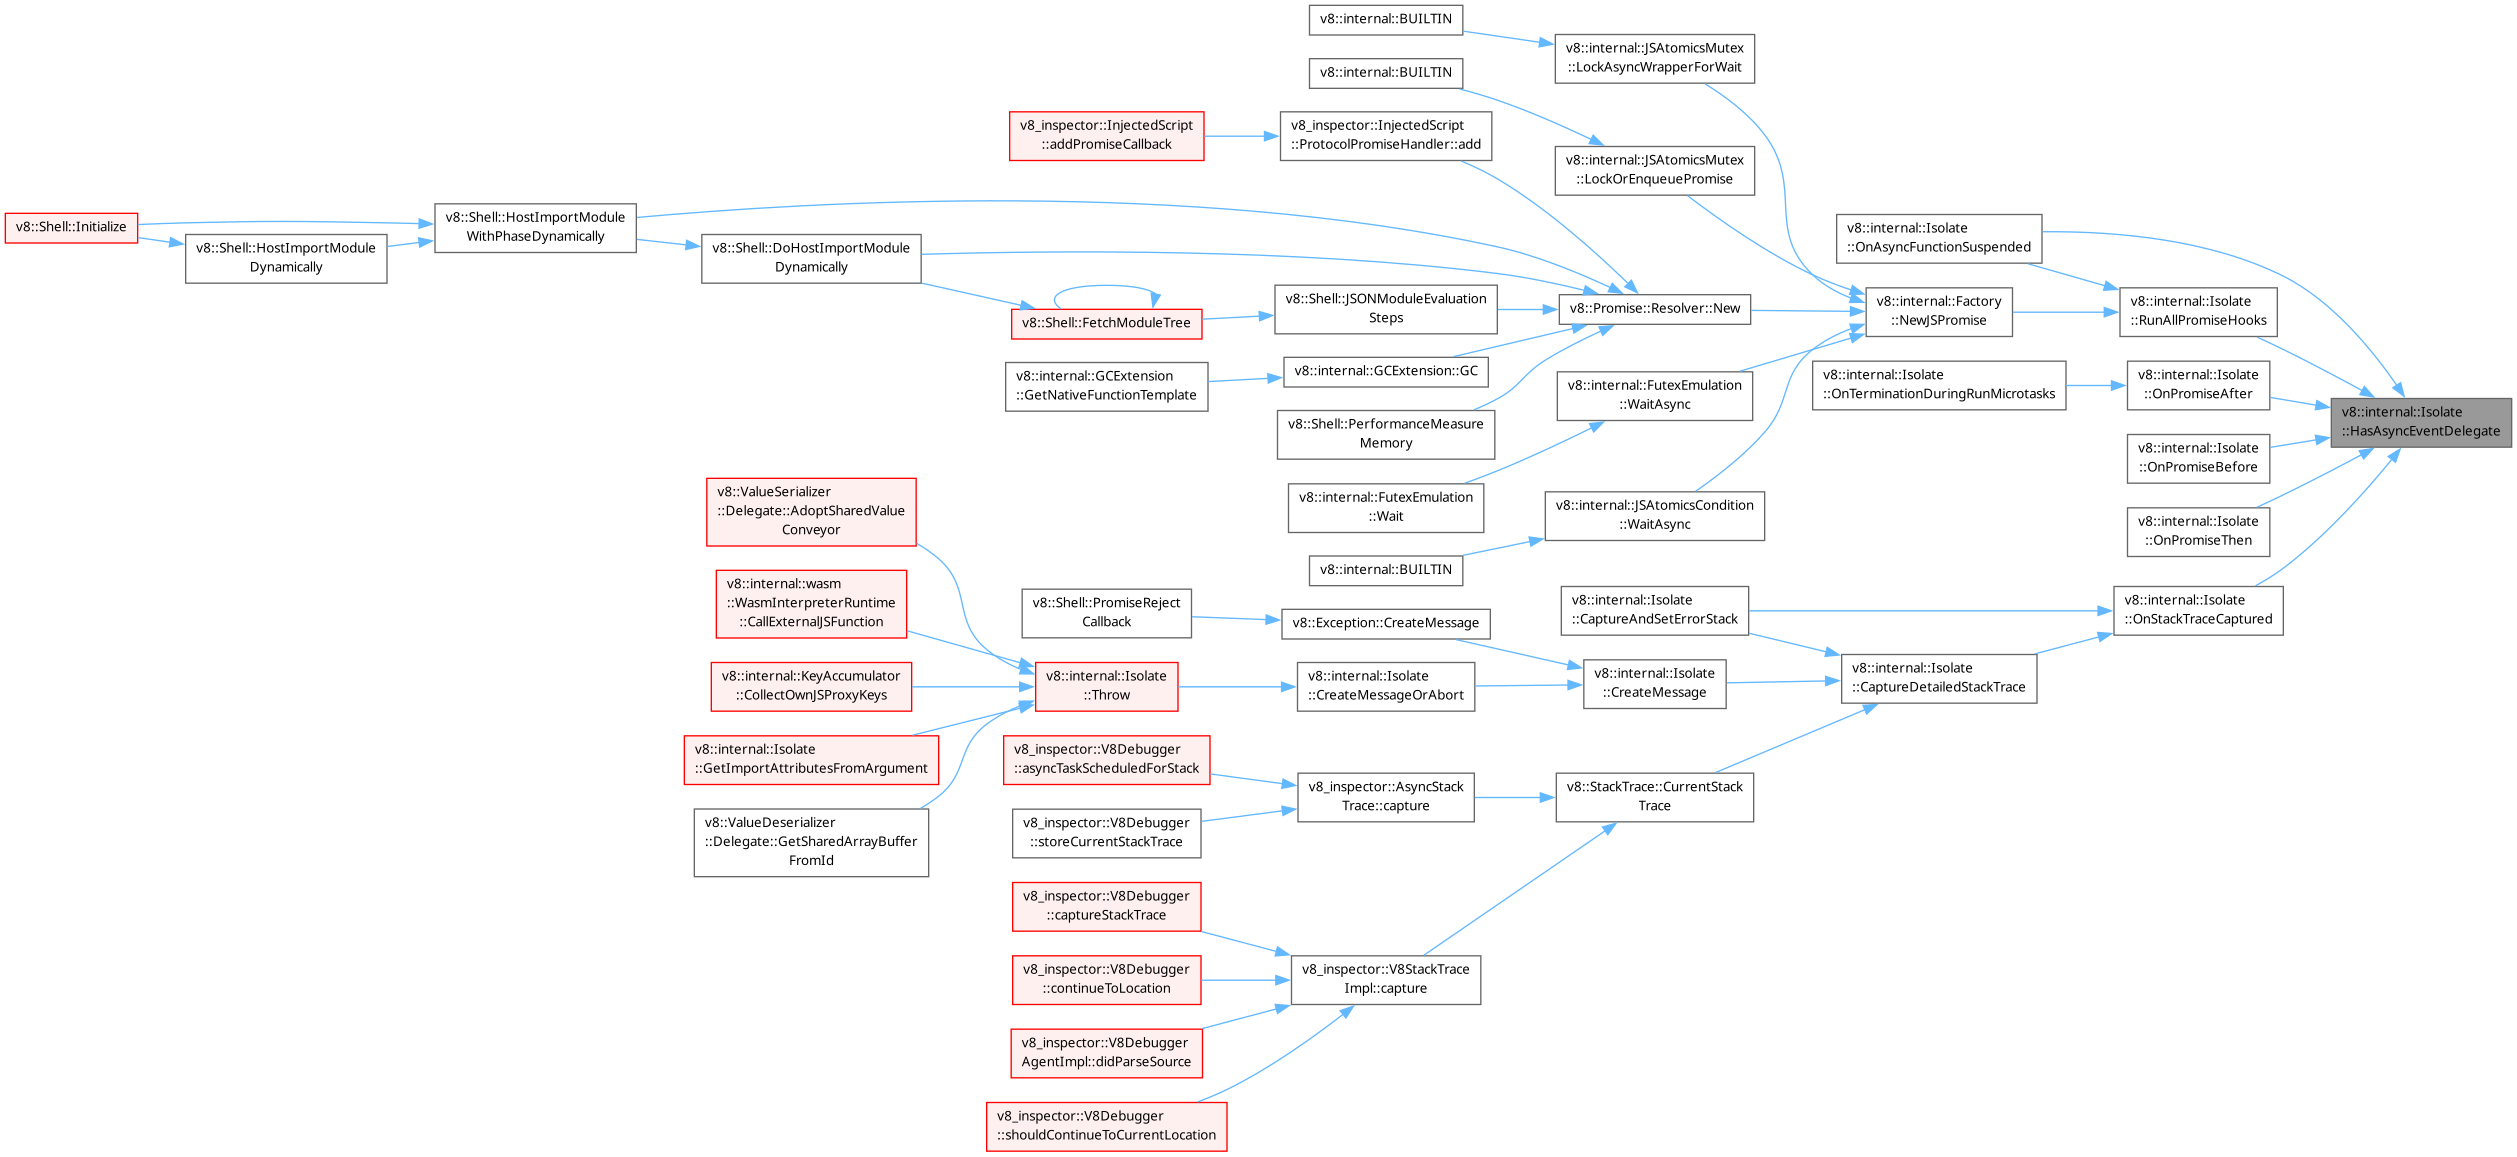 v8::internal::BUILTIN
v8::internal::JSAtomicsMutex
::LockAsyncWrapperForWait
v8::internal::BUILTIN
v8_inspector::InjectedScript
::addPromiseCallback
v8_inspector::InjectedScript
::ProtocolPromiseHandler::add
v8::internal::JSAtomicsMutex
::LockOrEnqueuePromise
v8::Shell::Initialize
v8::Shell::HostImportModule
Dynamically
v8::Shell::HostImportModule
WithPhaseDynamically
v8::Shell::DoHostImportModule
Dynamically
v8::internal::Isolate
::OnAsyncFunctionSuspended
v8::Shell::FetchModuleTree
v8::Shell::JSONModuleEvaluation
Steps
v8::Promise::Resolver::New
v8::internal::Factory
::NewJSPromise
v8::internal::Isolate
::RunAllPromiseHooks
v8::internal::GCExtension
::GetNativeFunctionTemplate
v8::internal::GCExtension::GC
v8::internal::FutexEmulation
::WaitAsync
v8::internal::Isolate
::OnTerminationDuringRunMicrotasks
v8::internal::Isolate
::OnPromiseAfter
v8::internal::Isolate
::HasAsyncEventDelegate
v8::Shell::PerformanceMeasure
Memory
v8::internal::Isolate
::OnPromiseBefore
v8::internal::FutexEmulation
::Wait
v8::internal::JSAtomicsCondition
::WaitAsync
v8::internal::Isolate
::OnPromiseThen
v8::internal::BUILTIN
v8::ValueSerializer
::Delegate::AdoptSharedValue
Conveyor
v8::internal::wasm
::WasmInterpreterRuntime
::CallExternalJSFunction
v8::Shell::PromiseReject
Callback
v8::Exception::CreateMessage
v8::internal::Isolate
::CaptureAndSetErrorStack
v8::internal::Isolate
::OnStackTraceCaptured
v8::internal::KeyAccumulator
::CollectOwnJSProxyKeys
v8::internal::Isolate
::Throw
v8::internal::Isolate
::CreateMessageOrAbort
v8::internal::Isolate
::CreateMessage
v8::internal::Isolate
::CaptureDetailedStackTrace
v8::internal::Isolate
::GetImportAttributesFromArgument
v8_inspector::V8Debugger
::asyncTaskScheduledForStack
v8_inspector::AsyncStack
Trace::capture
v8::StackTrace::CurrentStack
Trace
v8::ValueDeserializer
::Delegate::GetSharedArrayBuffer
FromId
v8_inspector::V8Debugger
::storeCurrentStackTrace
v8_inspector::V8Debugger
::captureStackTrace
v8_inspector::V8Debugger
::continueToLocation
v8_inspector::V8StackTrace
Impl::capture
v8_inspector::V8Debugger
AgentImpl::didParseSource
v8_inspector::V8Debugger
::shouldContinueToCurrentLocation